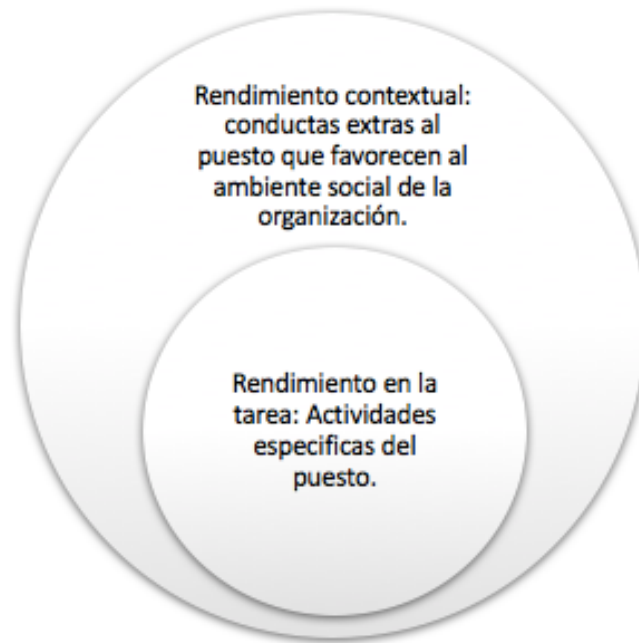 Rendimiento contextual:
conductas extras al
puesto que favorecen al
ambiente social de la
organización.
Rendimiento en la
tarea: Actividades
especificas del
puesto.